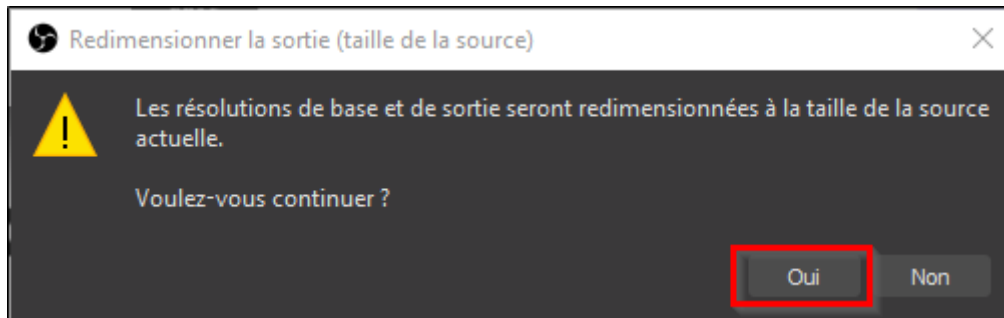 Redimensionner la sortie (taille de la source)
Les résolutions de base et de sortie seront redimensionnées à la taille de la source
actuelle.
Voulez-vous continuer ?
Oui Non